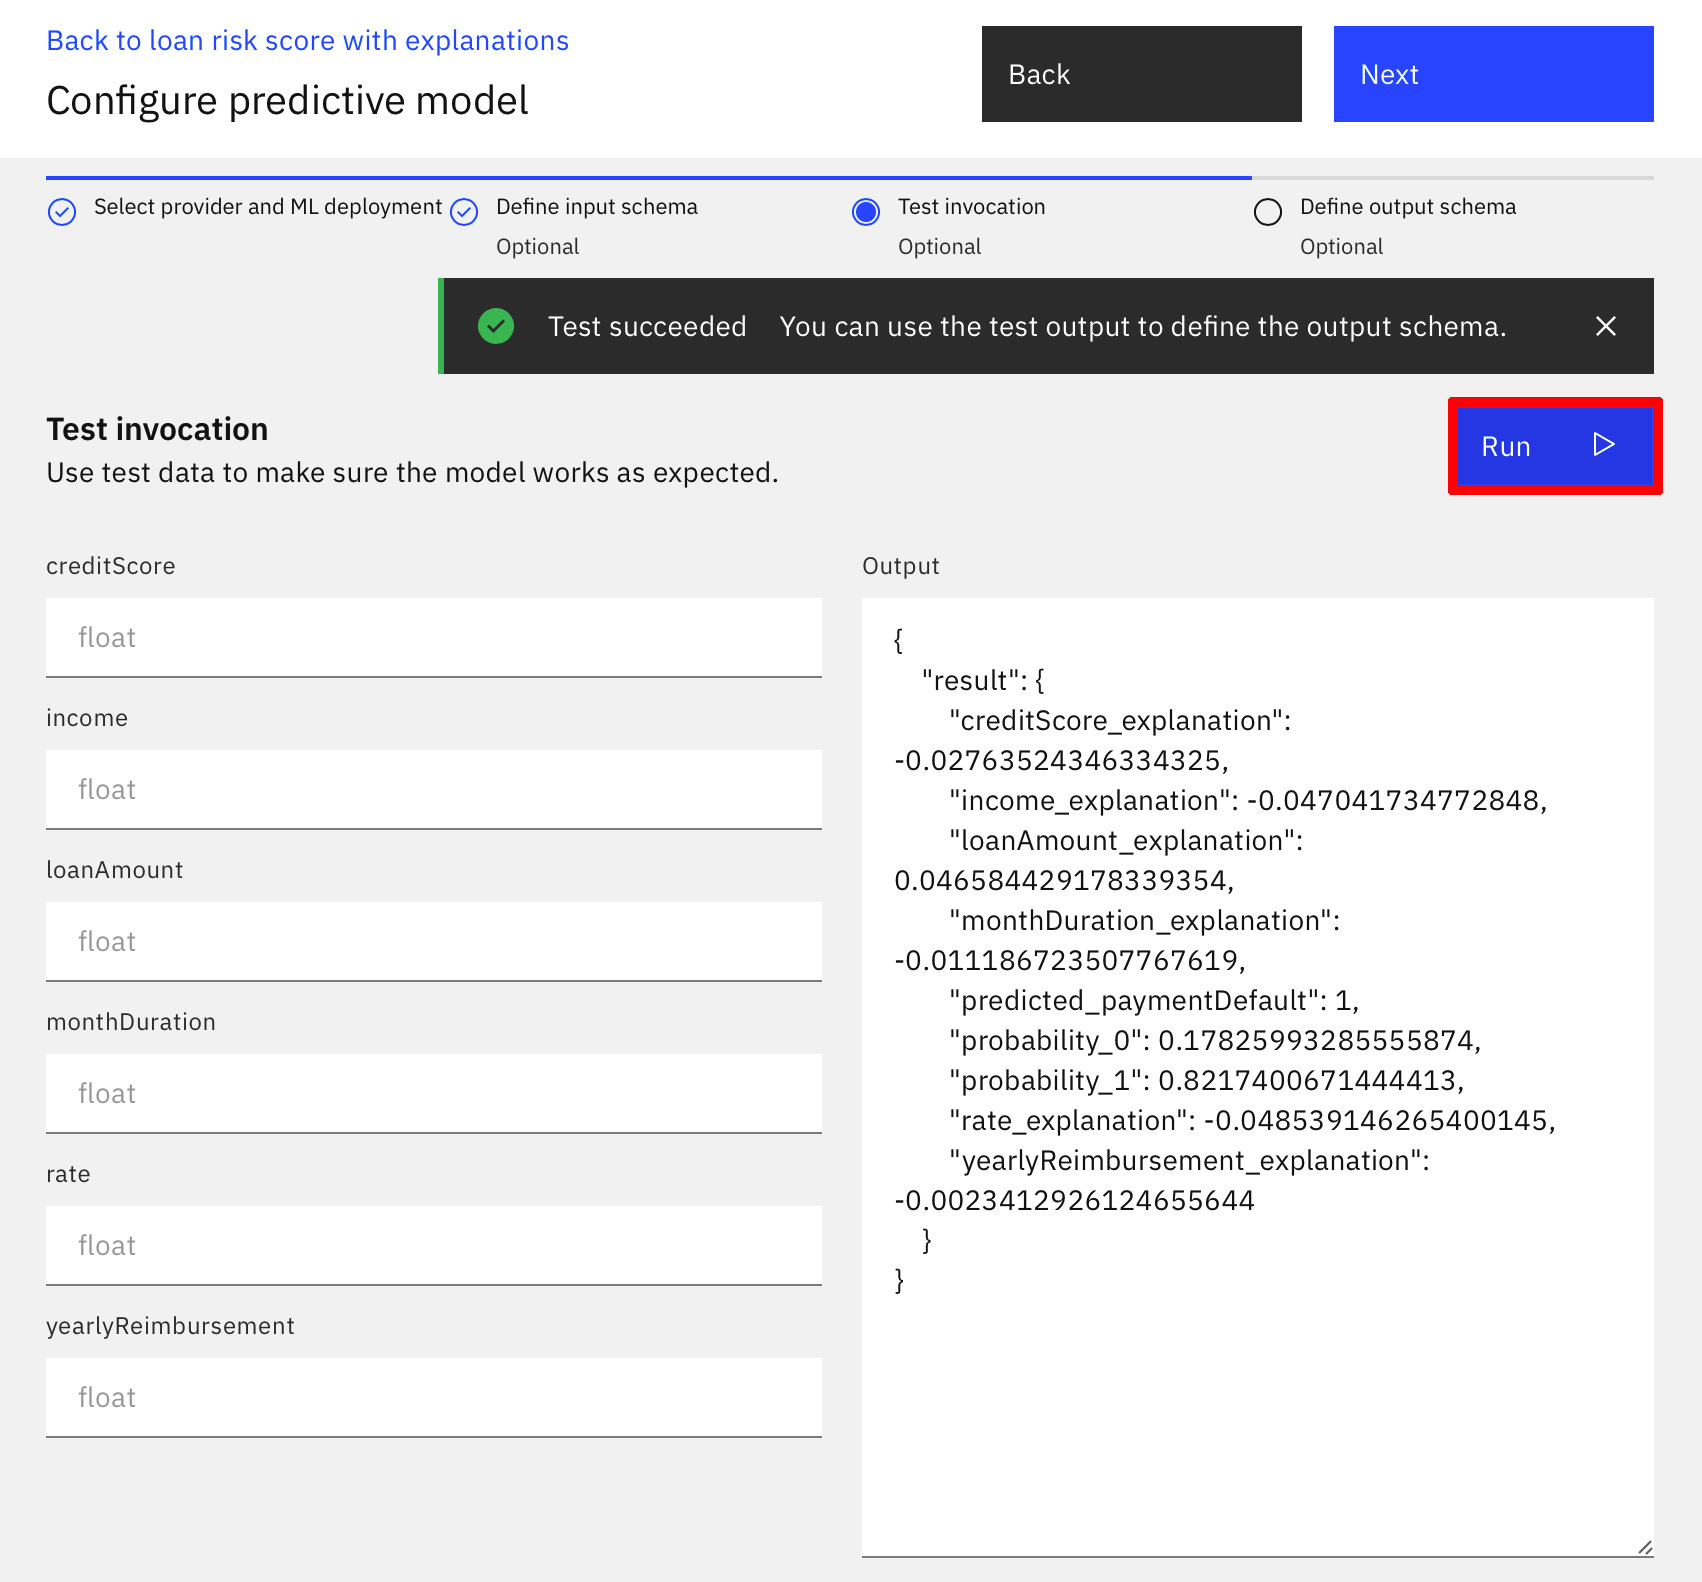 Back to loan risk score with explanations
Configure predictive model
Back
Next
Select provider and ML deployment
Define input schema
Optional
Test invocation
Optional
Define output schema
Optional
Test succeeded You can use the test output to define the output schema.
Test invocation
Use test data to make sure the model works as expected.
Run
creditScore
float
income
float
loanAmount
float
monthDuration
float
rate
float
yearlyReimbursement
float
Output
{
"result": {
"creditScore_explanation":
-0.02763524346334325,
"income_explanation": -0.047041734772848,
"loanAmount_explanation":
0.046584429178339354,
"monthDuration_explanation":
-0.011186723507767619,
"predicted_paymentDefault": 1,
"probability_0": 0.17825993285555874,
"probability_1": 0.8217400671444413,
"rate_explanation": -0.048539146265400145,
"yearlyReimbursement_explanation":
-0.0023412926124655644
}
}